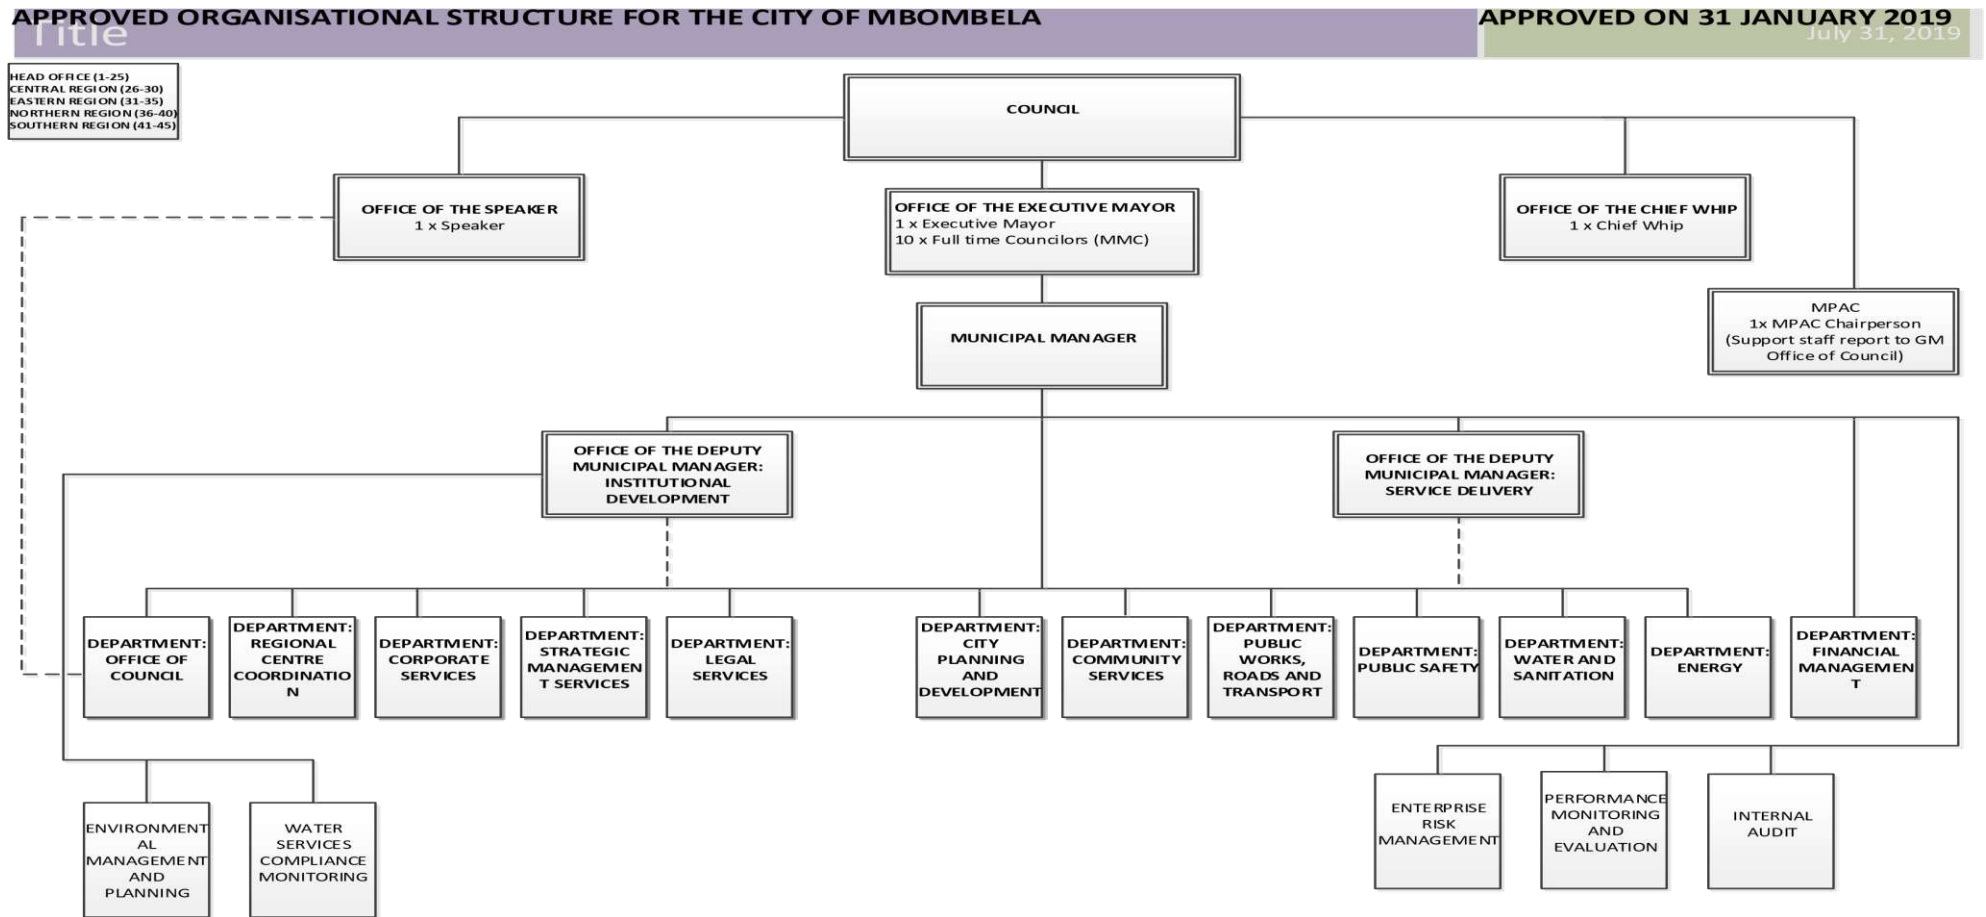 APPROVED ORGANISATIONAL STRUCTURE FOR THE CITY OF MBOMBELA
APPROVED ON 31 JANUARY 2019
Title
July 31, 2019
HEAD OFFICE (1-25)
CENTRAL REGION (26-30)
EASTERN REGION (31-35)
NORTHERN REGION (36-40)
SOUTHERN REGION (41-45)
COUNCIL
OFFICE OF THE SPEAKER
1 x Speaker
OFFICE OF THE EXECUTIVE MAYOR
1 x Executive Mayor
10 x Full time Councilors (MMC)
OFFICE OF THE CHIEF WHIP
1 x Chief Whip
MPAC
1x MPAC Chairperson
(Support staff report to GM
Office of Council)
MUNICIPAL MANAGER
OFFICE OF THE DEPUTY
MUNICIPAL MANAGER:
INSTITUTIONAL
DEVELOPMENT
OFFICE OF THE DEPUTY
MUNICIPAL MANAGER:
SERVICE DELIVERY
DEPARTMENT:
OFFICE OF
COUNCIL
DEPARTMENT:
REGIONAL
CENTRE
COORDINATIO
N
DEPARTMENT:
CORPORATE
SERVICES
DEPARTMENT:
STRATEGIC
MANAGEMEN
T SERVICES
DEPARTMENT:
LEGAL
SERVICES
DEPARTMENT:
CITY
PLANNING
AND
DEVELOPMENT
DEPARTMENT:
COMMUNITY
SERVICES
DEPARTMENT:
PUBLIC
WORKS,
ROADS AND
TRANSPORT
DEPARTMENT:
PUBLIC SAFETY
DEPARTMENT:
WATER AND
SANITATION
DEPARTMENT:
ENERGY
DEPARTMENT:
FINANCIAL
MANAGEMEN
T
ENVIRONMENT
AL
MANAGEMENT
AND
PLANNING
WATER
SERVICES
COMPLIANCE
MONITORING
ENTERPRISE
RISK
MANAGEMENT
PERFORMANCE
MONITORING
AND
EVALUATION
INTERNAL
AUDIT